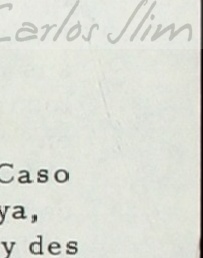 Carlos Slim
Caso
ya,
y des